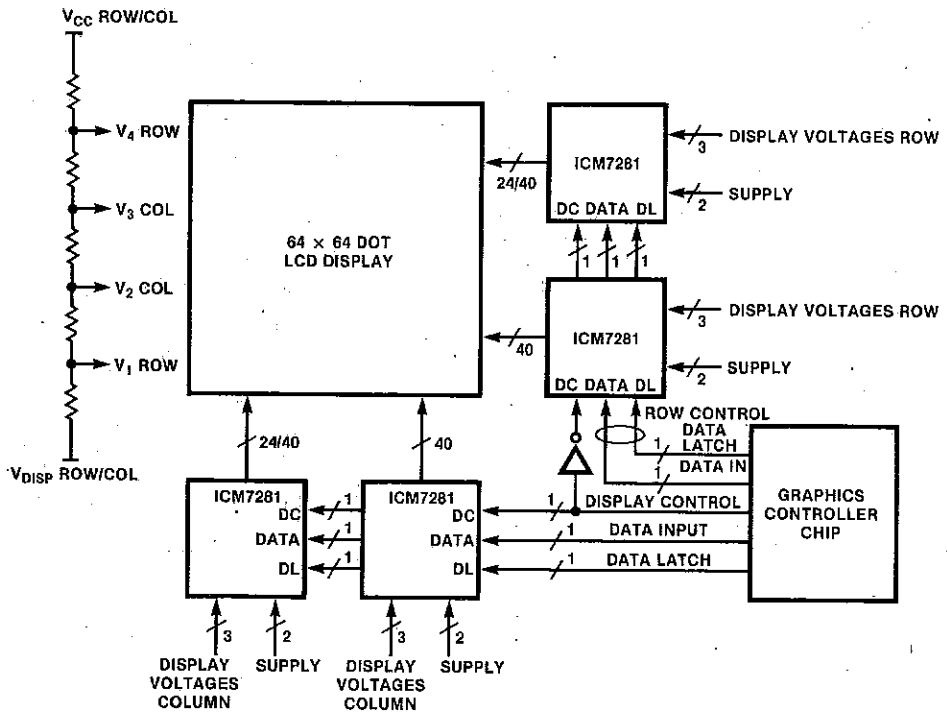 VCC ROW/COL
V4 ROW
V3 COL
V2 COL
V1 ROW
VDISP ROW/COL
64 × 64 DOT
LCD DISPLAY
24/40
ICM7281
DC DATA DL
3
DISPLAY VOLTAGES ROW
2
SUPPLY
1
1
1
40
ICM7281
DC DATA DL
3
DISPLAY VOLTAGES ROW
2
SUPPLY
ROW CONTROL
DATA
LATCH
1
DATA IN
1
DISPLAY CONTROL
1
DATA INPUT
1
DATA LATCH
1
GRAPHICS
CONTROLLER
CHIP
24/40
40
ICM7281
DC
DATA
DL
1
1
1
ICM7281
DC
DATA
DL
3
2
3
2
DISPLAY
VOLTAGES
COLUMN
SUPPLY
DISPLAY
VOLTAGES
COLUMN
SUPPLY